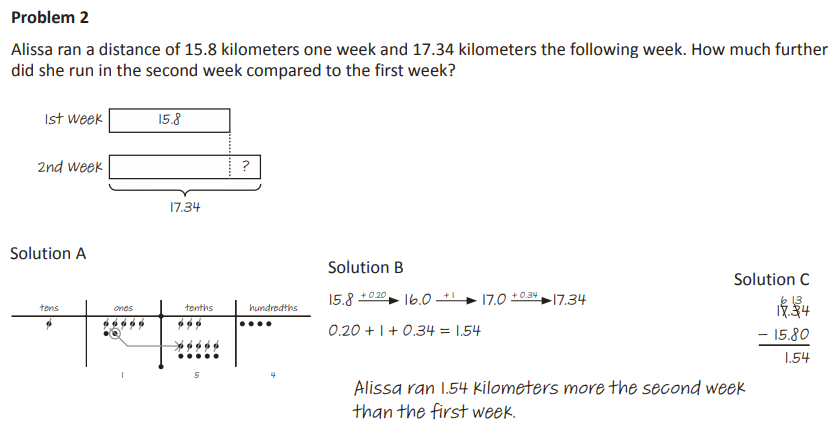 Problem 2
Alissa ran a distance of 15.8 kilometers one week and 17.34 kilometers the following week. How much further
did she run in the second week compared to the first week?
1st week 15.8
2nd week ?
17.34
Solution A
tens ones tenths hundredths
1 5 4
Solution B
15.8 +0.20 16.0 +1 17.0 +0.34 17.34
0.20 + 1 + 0.34 = 1.54
Solution C
6 13
17.34
− 15.80
1.54
Alissa ran 1.54 kilometers more the second week
than the first week.